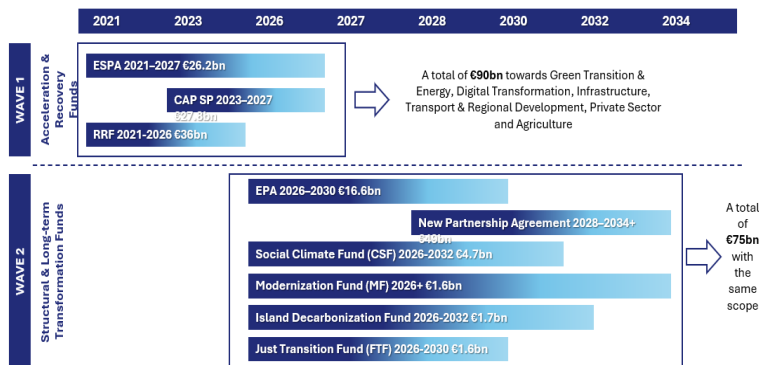 2021 2023 2026 2027 2028 2030 2032 2034
WAVE 1
Acceleration &
Recovery
Funds
ESPA 2021–2027 €26.2bn
CAP SP 2023–2027
€27.8bn
RRF 2021-2026 €36bn
A total of €90bn towards Green Transition &
Energy, Digital Transformation, Infrastructure,
Transport & Regional Development, Private Sector
and Agriculture
WAVE 2
Structural & Long-term
Transformation Funds
EPA 2026–2030 €16.6bn
New Partnership Agreement 2028–2034+
€49bn
Social Climate Fund (CSF) 2026-2032 €4.7bn
Modernization Fund (MF) 2026+ €1.6bn
Island Decarbonization Fund 2026-2032 €1.7bn
Just Transition Fund (FTF) 2026-2030 €1.6bn
A total
of
€75bn
with
the
same
scope